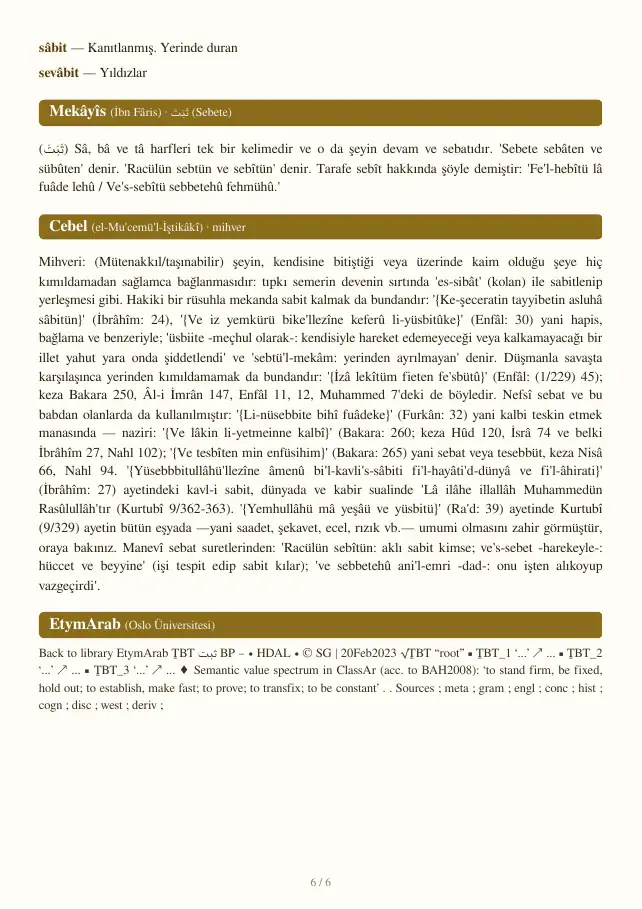 sâbit — Kanıtlanmış. Yerinde duran
sevâbit — Yıldızlar
Mekâyîs (İbn Fâris) · ثَبَتَ (Sebete)
(ثَبَتَ) Sâ, bâ ve tâ harfleri tek bir kelimedir ve o da şeyin devam ve sebatıdır. 'Sebete sebâten ve
sübûten' denir. 'Racülün sebtün ve sebîtün' denir. Tarafe sebît hakkında şöyle demiştir: 'Fe'l-hebîtü lâ
fuâde lehû / Ve's-sebîtü sebbetehû fehmühû.'
Cebel (el-Mu'cemü'l-İştikâkî) · mihver
Mihveri: (Mütenakkıl/taşınabilir) şeyin, kendisine bitiştiği veya üzerinde kaim olduğu şeye hiç
kımıldamadan sağlamca bağlanmasıdır: tıpkı semerin devenin sırtında 'es-sibât' (kolan) ile sabitlenip
yerleşmesi gibi. Hakiki bir rüsuhla mekanda sabit kalmak da bundandır: '{Ke-şeceratin tayyibetin asluhâ
sâbitün}' (İbrâhîm: 24), '{Ve iz yemkürü bike'llezîne keferû li-yüsbitûke}' (Enfâl: 30) yani hapis,
bağlama ve benzeriyle; 'üsbiite -meçhul olarak-: kendisiyle hareket edemeyeceği veya kalkamayacağı bir
illet yahut yara onda şiddetlendi' ve 'sebtü'l-mekâm: yerinden ayrılmayan' denir. Düşmanla savaşta
karşılaşınca yerinden kımıldamamak da bundandır: '{İzâ lekîtüm fieten fe'sbütû}' (Enfâl: (1/229) 45);
keza Bakara 250, Âl-i İmrân 147, Enfâl 11, 12, Muhammed 7'deki de böyledir. Nefsî sebat ve bu
babdan olanlarda da kullanılmıştır: '{Li-nüsebbite bihî fuâdeke}' (Furkân: 32) yani kalbi teskin etmek
manasında — naziri: '{Ve lâkin li-yetmeinne kalbî}' (Bakara: 260; keza Hûd 120, İsrâ 74 ve belki
İbrâhîm 27, Nahl 102); '{Ve tesbîten min enfüsihim}' (Bakara: 265) yani sebat veya tesebbüt, keza Nisâ
66, Nahl 94. '{Yüsebbbitullâhü'llezîne âmenû bi'l-kavli's-sâbiti fi'l-hayâti'd-dünyâ ve fi'l-âhirati}'
(İbrâhîm: 27) ayetindeki kavl-i sabit, dünyada ve kabir sualinde 'Lâ ilâhe illallâh Muhammedün
Rasûlullâh'tır (Kurtubî 9/362-363). '{Yemhullâhü mâ yeşâü ve yüsbitü}' (Ra'd: 39) ayetinde Kurtubî
(9/329) ayetin bütün eşyada —yani saadet, şekavet, ecel, rızık vb.— umumi olmasını zahir görmüştür,
oraya bakınız. Manevî sebat suretlerinden: 'Racülün sebîtün: aklı sabit kimse; ve's-sebet -harekeyle-:
hüccet ve beyyine' (işi tespit edip sabit kılar); 've sebbetehû ani'l-emri -dad-: onu işten alıkoyup
vazgeçirdi'.
EtymArab (Oslo Üniversitesi)
Back to library EtymArab ṮBT ثبت BP – • HDAL • © SG | 20Feb2023 √ṮBT “root” ▪ ṮBT_1 ‘...’ ↗ ... ▪ ṮBT_2
‘...’ ↗ ... ▪ ṮBT_3 ‘...’ ↗ ... ♦ Semantic value spectrum in ClassAr (acc. to BAH2008): ‘to stand firm, be fixed,
hold out; to establish, make fast; to prove; to transfix; to be constant’ . . Sources ; meta ; gram ; engl ; conc ; hist ;
cogn ; disc ; west ; deriv ;
6 / 6